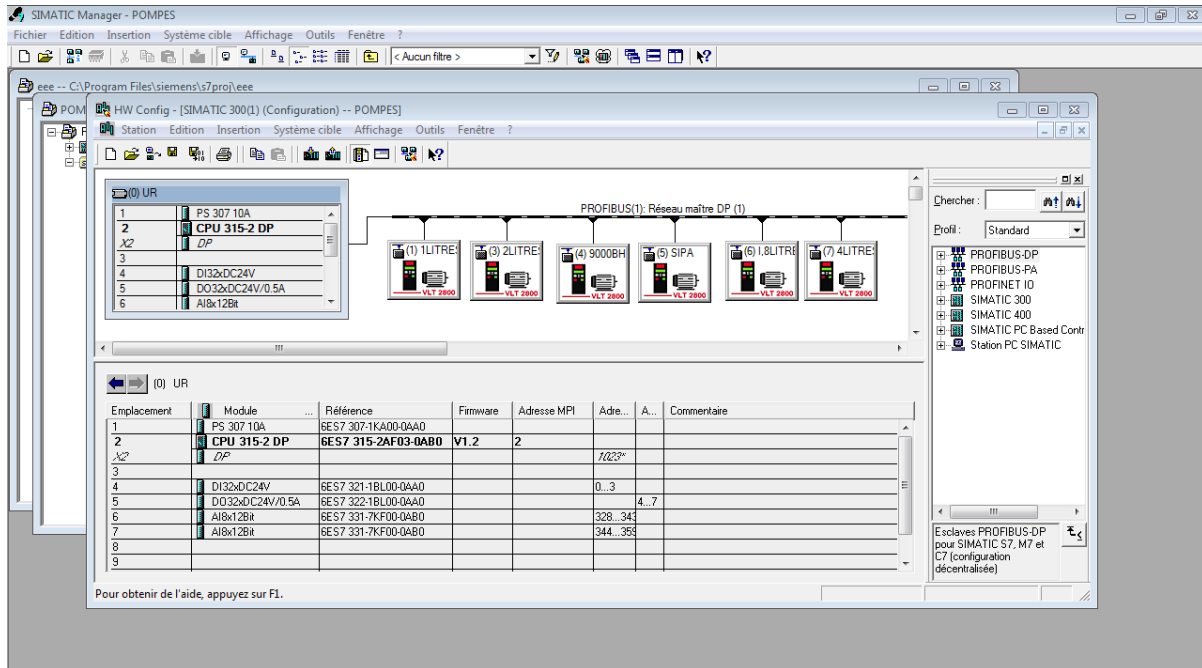 SIMATIC Manager - POMPES
Fichier Edition Insertion Système cible Affichage Outils Fenêtre ?
< Aucun filtre >
eee -- C:\Program Files\siemens\s7proj\eee
POM
HW Config - [SIMATIC 300(1) (Configuration) -- POMPES]
Station Edition Insertion Système cible Affichage Outils Fenêtre ?
(0) UR
1 PS 307 10A
2 CPU 315-2 DP
X2 DP
4 DI32xDC24V
5 DO32xDC24V/0.5A
6 AI8x12Bit
PROFIBUS(1): Réseau maître DP (1)
(1) 1LITRE: (3) 2LITRE: (4) 9000BH (5) SIPA (6) I,8LITRE (7) 4LITRE:
VLT 2800 VLT 2800 VLT 2800 VLT 2800 VLT 2800 VLT 2800
Chercher :
Profil : Standard
PROFIBUS-DP
PROFIBUS-PA
PROFINET IO
SIMATIC 300
SIMATIC 400
SIMATIC PC Based Contr
Station PC SIMATIC
(0) UR
Emplacement Module ... Référence Firmware Adresse MPI Adre... A... Commentaire
1 PS 307 10A 6ES7 307-1KA00-0AA0
2 CPU 315-2 DP 6ES7 315-2AF03-0AB0 V1.2 2
X2 DP 1023*
3
4 DI32xDC24V 6ES7 321-1BL00-0AA0 0...3
5 DO32xDC24V/0.5A 6ES7 322-1BL00-0AA0 4...7
6 AI8x12Bit 6ES7 331-7KF00-0AB0 328...343
7 AI8x12Bit 6ES7 331-7KF00-0AB0 344...359
8
9
Esclaves PROFIBUS-DP
pour SIMATIC S7, M7 et
C7 (configuration
décentralisée)
Pour obtenir de l'aide, appuyez sur F1.